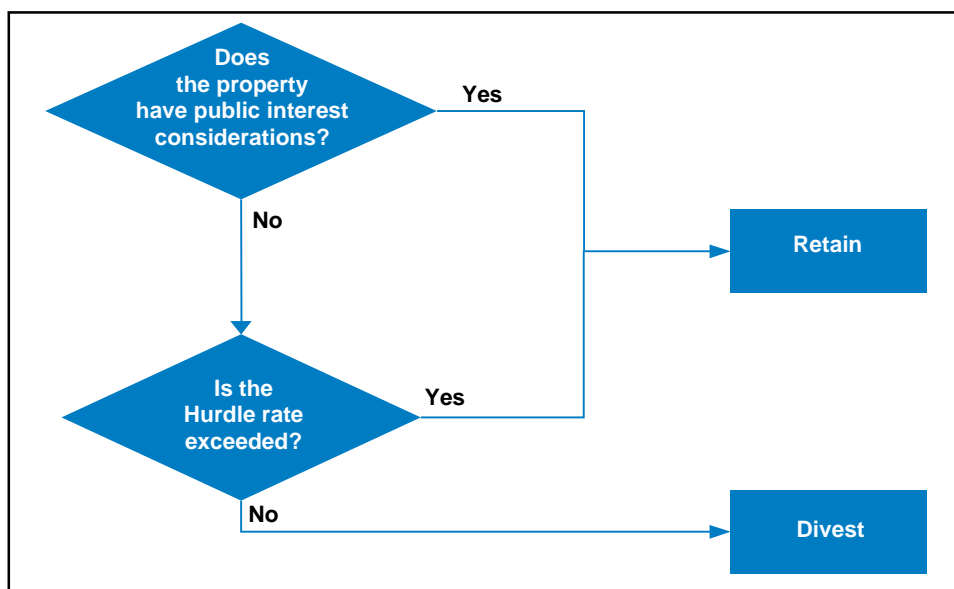 Does
the property
have public interest
considerations?
Yes
No
Retain
Is the
Hurdle rate
exceeded?
Yes
No
Divest